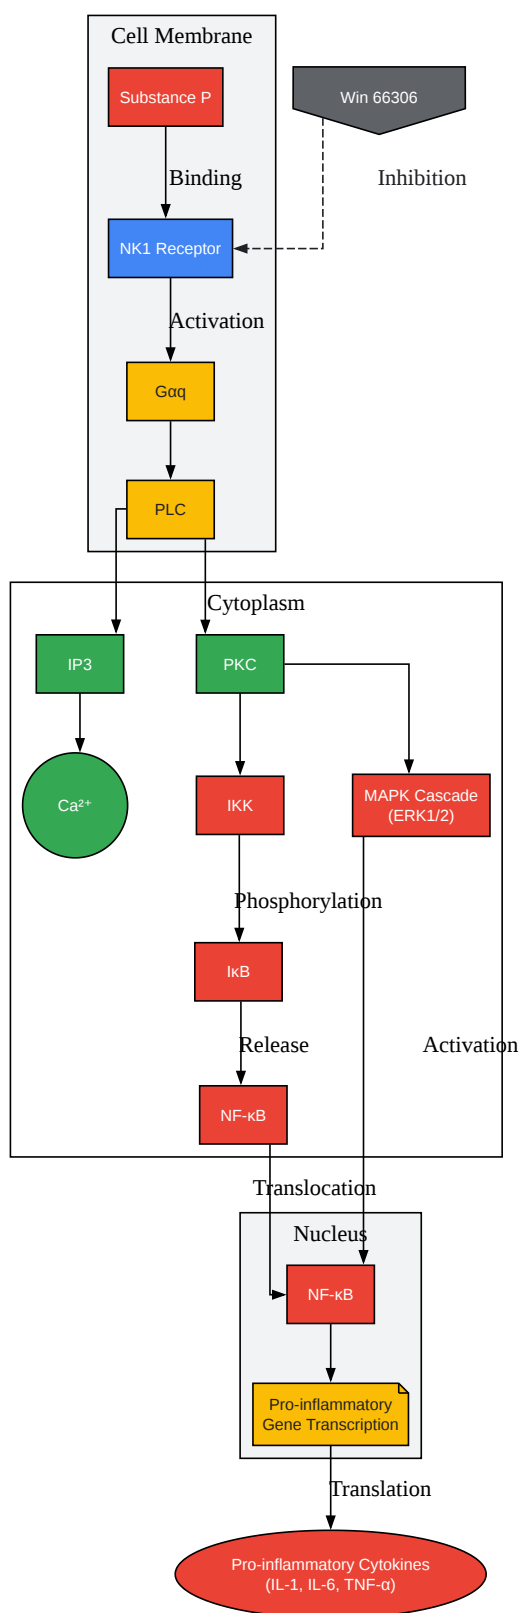 Cell Membrane
Substance P
Win 66306
Binding
Inhibition
NK1 Receptor
Activation
Gαq
PLC
Cytoplasm
IP3
PKC
Ca²⁺
IKK
MAPK Cascade
(ERK1/2)
Phosphorylation
IκB
Release
Activation
NF-κB
Translocation
Nucleus
NF-κB
Pro-inflammatory
Gene Transcription
Translation
Pro-inflammatory Cytokines
(IL-1, IL-6, TNF-α)